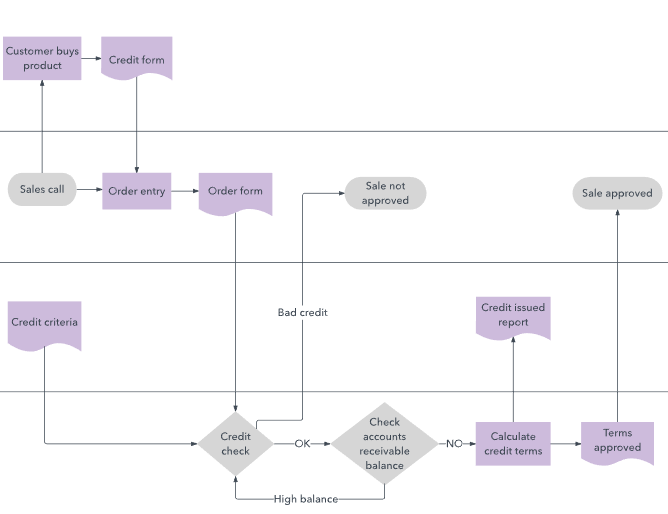 Customer buys
product
Credit form
Sales call
Order entry
Order form
Sale not
approved
Sale approved
Bad credit
Credit criteria
Credit issued
report
Credit
check
OK
Check
accounts
receivable
balance
NO
Calculate
credit terms
Terms
approved
High balance